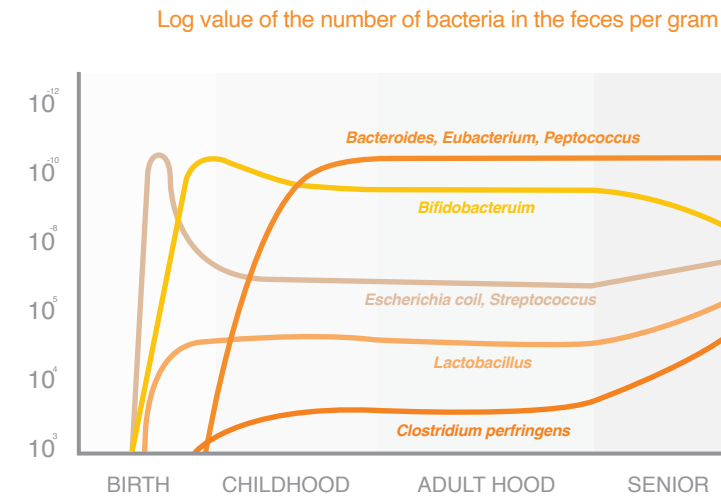 Log value of the number of bacteria in the feces per gram
10⁻¹²
Bacteroides, Eubacterium, Peptococcus
10⁻¹⁰
Bifidobacteruim
10⁻⁸
Escherichia coil, Streptococcus
10⁵
Lactobacillus
10⁴
Clostridium perfringens
10³
BIRTH CHILDHOOD ADULT HOOD SENIOR